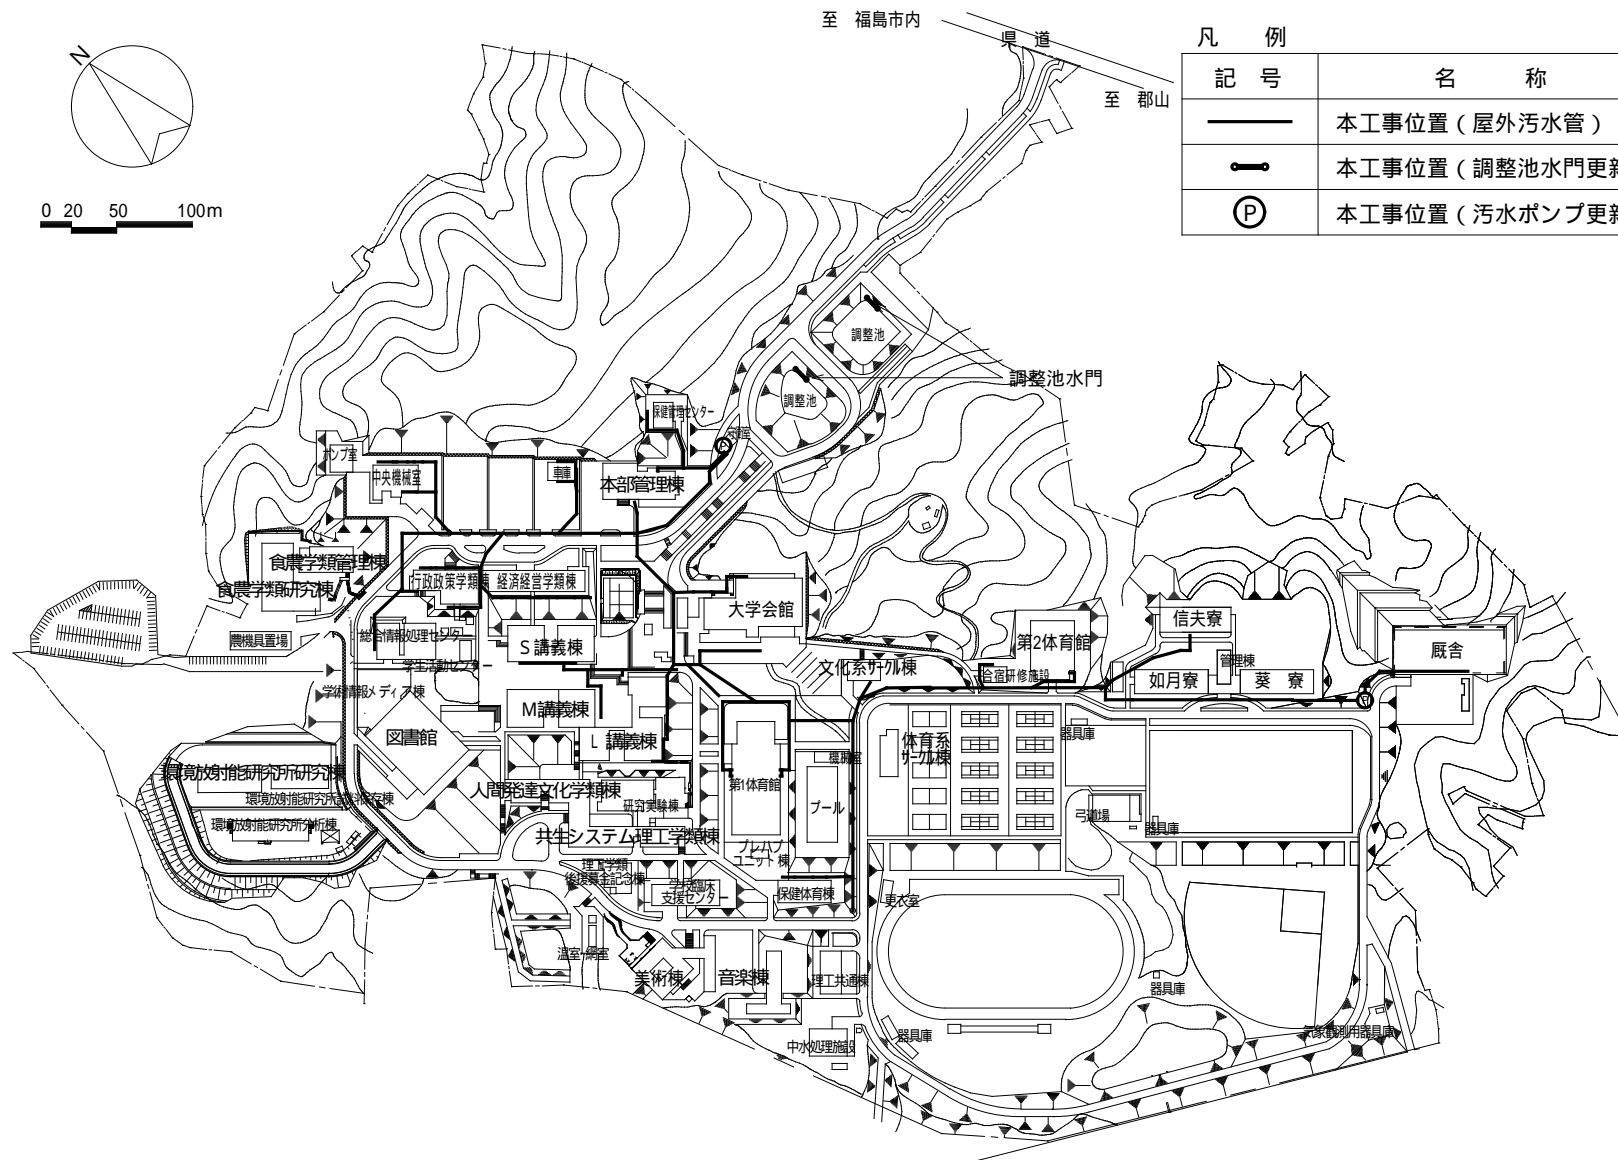 至 福島市内
県 道
至 郡山
凡 例
記 号 名 称
本工事位置（屋外汚水管）
本工事位置（調整池水門更新
P 本工事位置（汚水ポンプ更新
N
0 20 50 100m
調整池
調整池水門
調整池
保健管理センター
P
ポンプ室
中央機械室
車庫
本部管理棟
食農学類管理棟
食農学類研究棟
行政政策学類棟 経済経営学類棟
大学会館
信夫寮
農機具置場
総合情報処理センター
S講義棟
第2体育館
厩舎
学生活動センター
文化系サークル棟
合宿研修施設
管理棟
如月寮
葵 寮
学術情報メディア棟
M講義棟
図書館
L 講義棟
体育系
サークル棟
器具庫
機械室
環境放射能研究所研究棟
環境放射能研究所試料保存棟
環境放射能研究所分析棟
人間発達文化学類棟
研究実験棟
第1体育館
プール
弓道場
器具庫
共生システム理工学類棟
プレハブ
ユニット棟
理工学類
後援募金記念棟
学校臨床
支援センター
保健体育棟
更衣室
温室・網室
美術棟
音楽棟
理工共通棟
器具庫
中水処理施設
器具庫
気象観測用器具庫